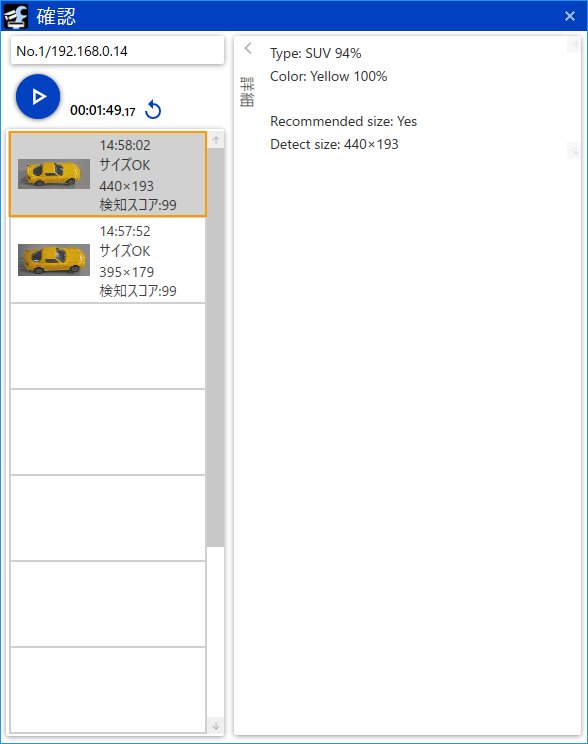 確認
No.1/192.168.0.14
00:01:49.17
14:58:02
サイズOK
440×193
検知スコア:99
14:57:52
サイズOK
395×179
検知スコア:99
詳細
Type: SUV 94%
Color: Yellow 100%
Recommended size: Yes
Detect size: 440×193